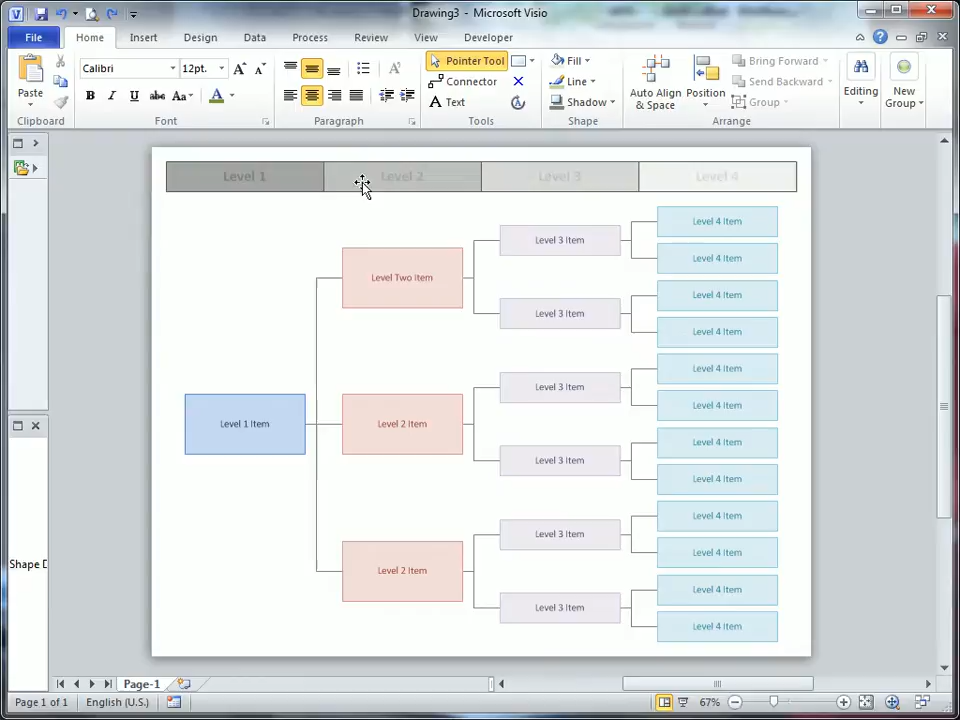 Drawing3 - Microsoft Visio
File Home Insert Design Data Process Review View Developer
Calibri 12pt.
Paste
B I U abc Aa A
Pointer Tool
Connector
A Text
Fill
Line
Shadow
Auto Align & Space
Position
Bring Forward
Send Backward
Group
Editing
New Group
Clipboard Font Paragraph Tools Shape Arrange
Level 1 Level 2 Level 3 Level 4
Level 4 Item
Level 3 Item
Level 4 Item
Level Two Item
Level 4 Item
Level 3 Item
Level 4 Item
Level 4 Item
Level 3 Item
Level 4 Item
Level 1 Item
Level 2 Item
Level 4 Item
Level 3 Item
Level 4 Item
Level 4 Item
Level 3 Item
Level 4 Item
Level 2 Item
Level 4 Item
Level 3 Item
Level 4 Item
Shape D
Page-1
Page 1 of 1 English (U.S.) 67%